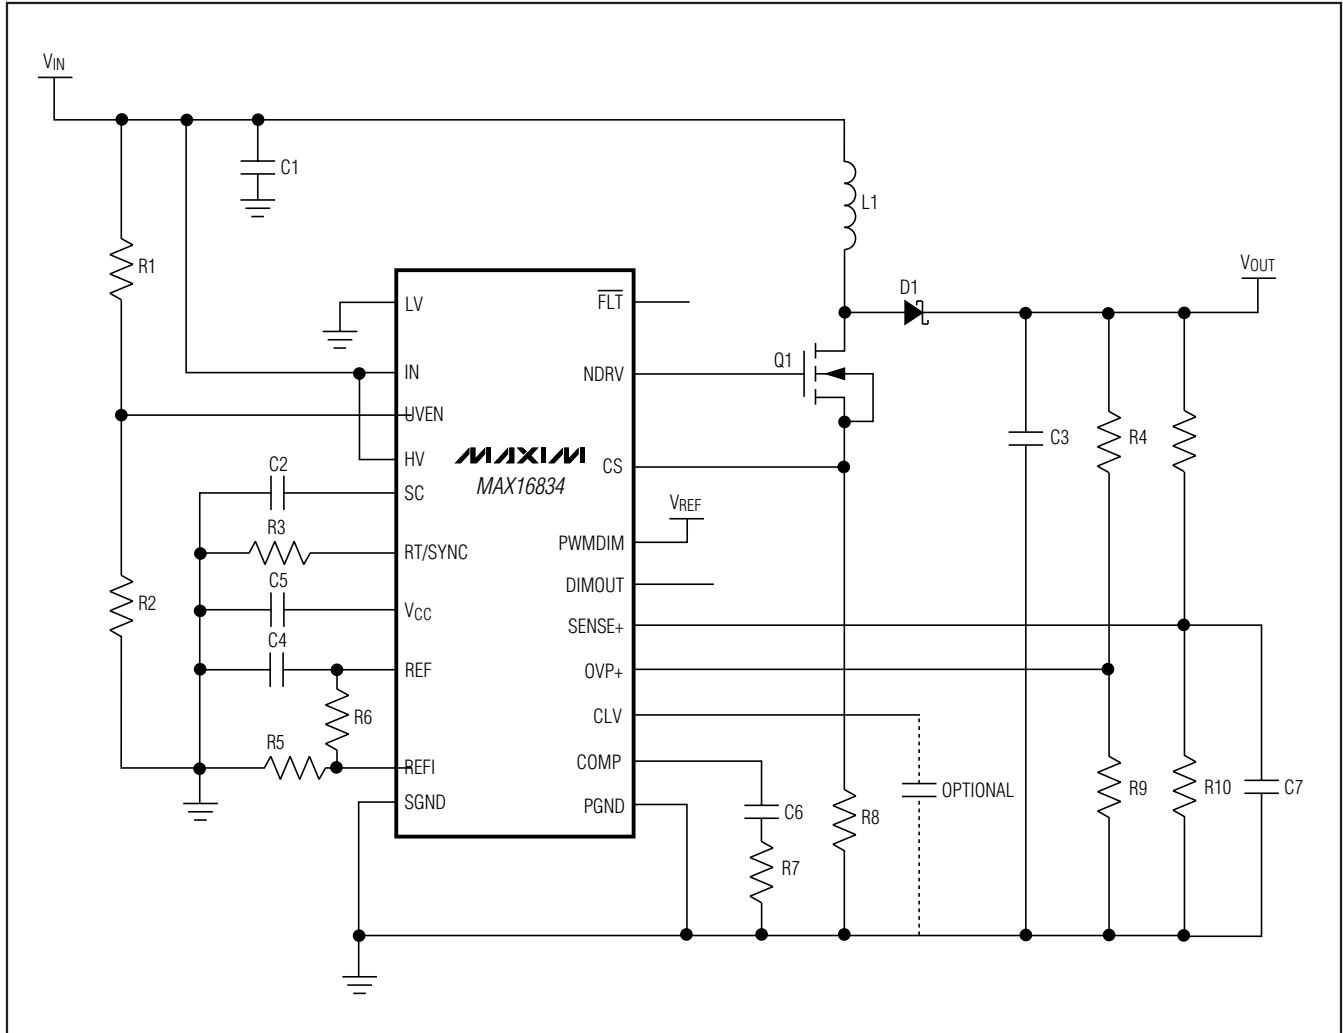 VIN
C1
L1
R1
VOUT
D1
LV
FLT
Q1
IN
NDRV
UVEN
C3
R4
MAXIM
MAX16834
HV
CS
C2
SC
VREF
R3
RT/SYNC
PWMDIM
C5
DIMOUT
R2
VCC
SENSE+
C4
REF
OVP+
R6
CLV
R5
REFI
COMP
OPTIONAL
R9
R10
C7
SGND
PGND
C6
R8
R7